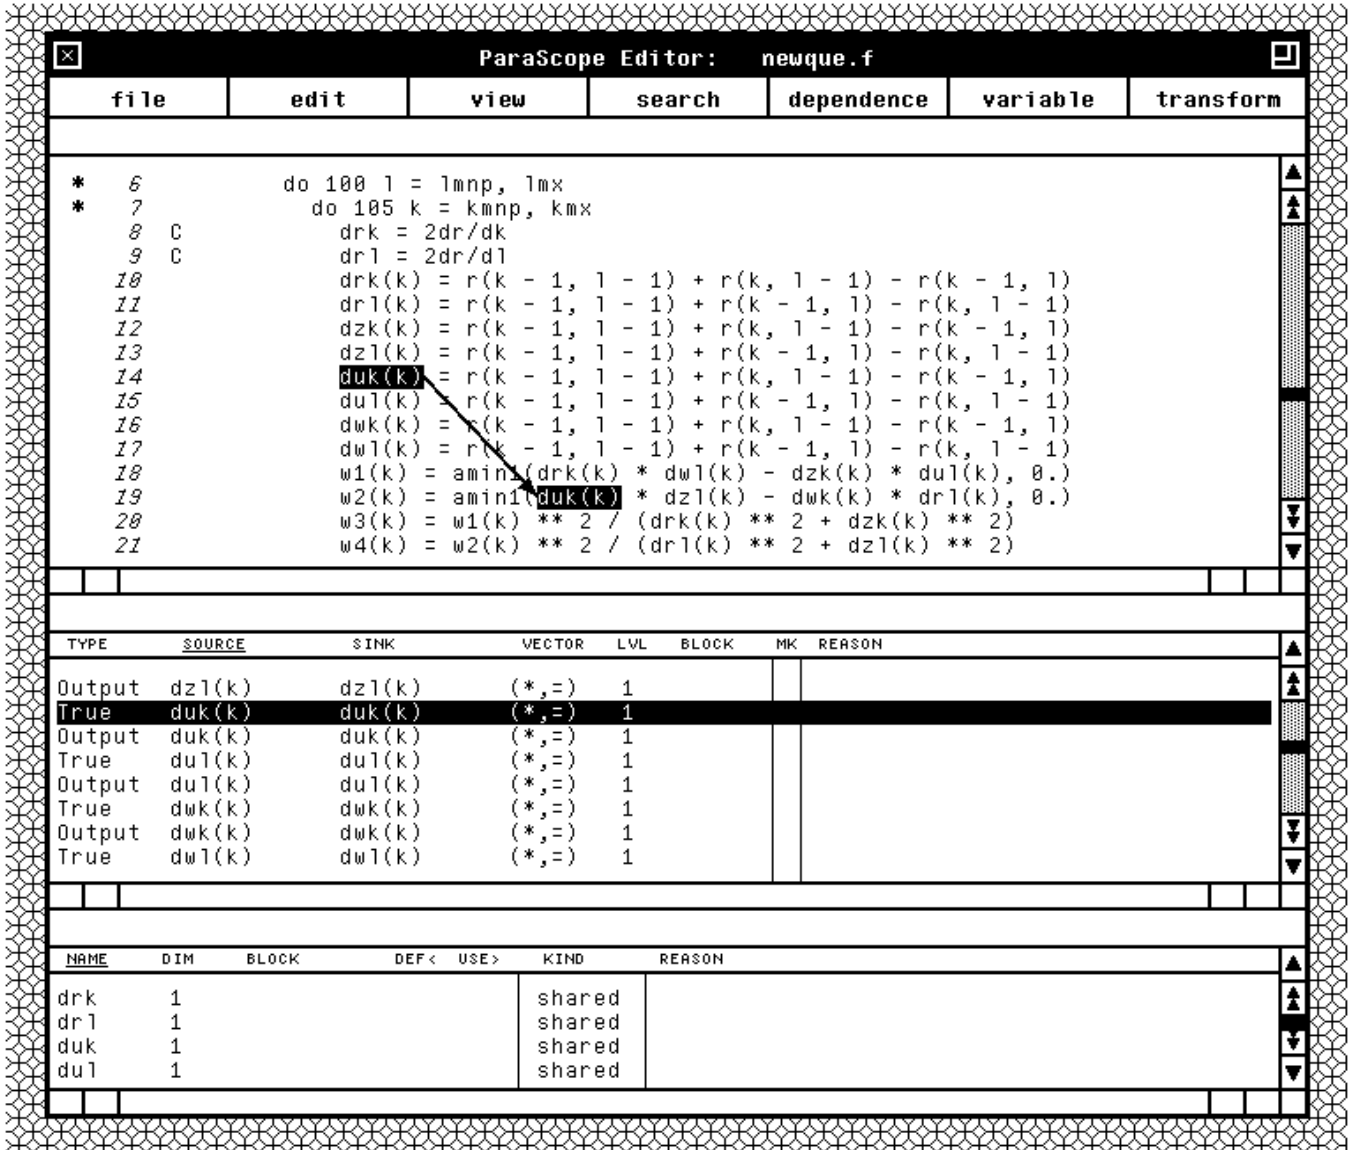 ParaScope Editor: newque.f
file edit view search dependence variable transform
* 6 do 100 l = lmnp, lmx
* 7 do 105 k = kmnp, kmx
8 C drk = 2dr/dk
9 C drl = 2dr/dl
10 drk(k) = r(k - 1, l - 1) + r(k, l - 1) - r(k - 1, l)
11 drl(k) = r(k - 1, l - 1) + r(k - 1, l) - r(k, l - 1)
12 dzk(k) = r(k - 1, l - 1) + r(k, l - 1) - r(k - 1, l)
13 dzl(k) = r(k - 1, l - 1) + r(k - 1, l) - r(k, l - 1)
14 duk(k) = r(k - 1, l - 1) + r(k, l - 1) - r(k - 1, l)
15 dul(k) = r(k - 1, l - 1) + r(k - 1, l) - r(k, l - 1)
16 dwk(k) = r(k - 1, l - 1) + r(k, l - 1) - r(k - 1, l)
17 dwl(k) = r(k - 1, l - 1) + r(k - 1, l) - r(k, l - 1)
18 w1(k) = amin1(drk(k) * dwl(k) - dzk(k) * dul(k), 0.)
19 w2(k) = amin1(duk(k) * dzl(k) - dwk(k) * drl(k), 0.)
20 w3(k) = w1(k) ** 2 / (drk(k) ** 2 + dzk(k) ** 2)
21 w4(k) = w2(k) ** 2 / (drl(k) ** 2 + dzl(k) ** 2)
TYPE SOURCE SINK VECTOR LVL BLOCK MK REASON
Output dzl(k) dzl(k) (*,=) 1
True duk(k) duk(k) (*,=) 1
Output duk(k) duk(k) (*,=) 1
True dul(k) dul(k) (*,=) 1
Output dul(k) dul(k) (*,=) 1
True dwk(k) dwk(k) (*,=) 1
Output dwk(k) dwk(k) (*,=) 1
True dwl(k) dwl(k) (*,=) 1
NAME DIM BLOCK DEF< USE> KIND REASON
drk 1 shared
drl 1 shared
duk 1 shared
dul 1 shared